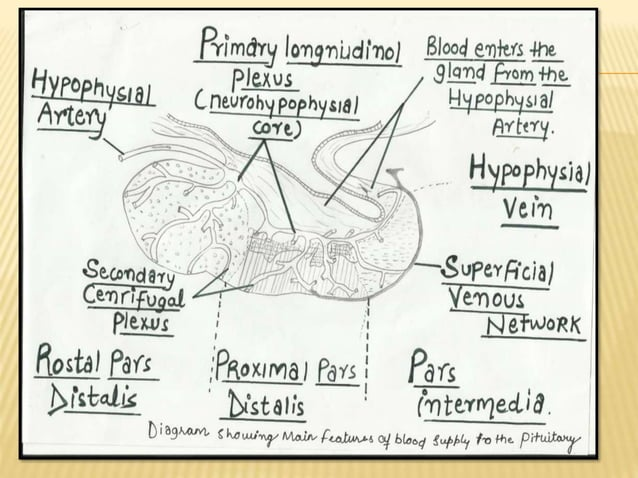 Primary longniudinol
Plexus
(neurohypophysial
core)
Blood enters the
gland from the
Hypophysial
Artery.
Hypophysial
Artery
Hypophysial
Vein
Secondary
Cenrifugal
Plexus
Superficial
Venous
Network
Rostal Pars
Distalis
Proximal Pars
Distalis
Pars
intermedia.
Diagram showing Main features of blood supply to the Pituitary